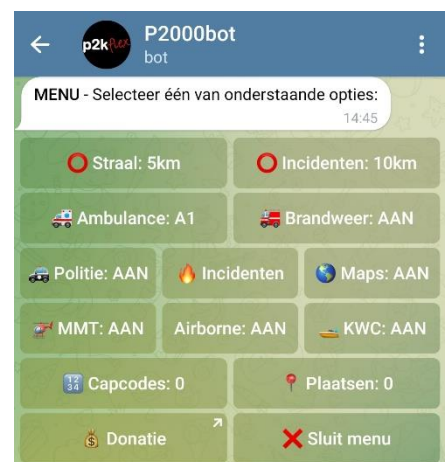 P2000bot
p2kflex
bot
MENU - Selecteer één van onderstaande opties:
14:45
Straal: 5km
Incidenten: 10km
Ambulance: A1
Brandweer: AAN
Politie: AAN
Incidenten
Maps: AAN
MMT: AAN
Airborne: AAN
KWC: AAN
Capcodes: 0
Plaatsen: 0
Donatie
Sluit menu